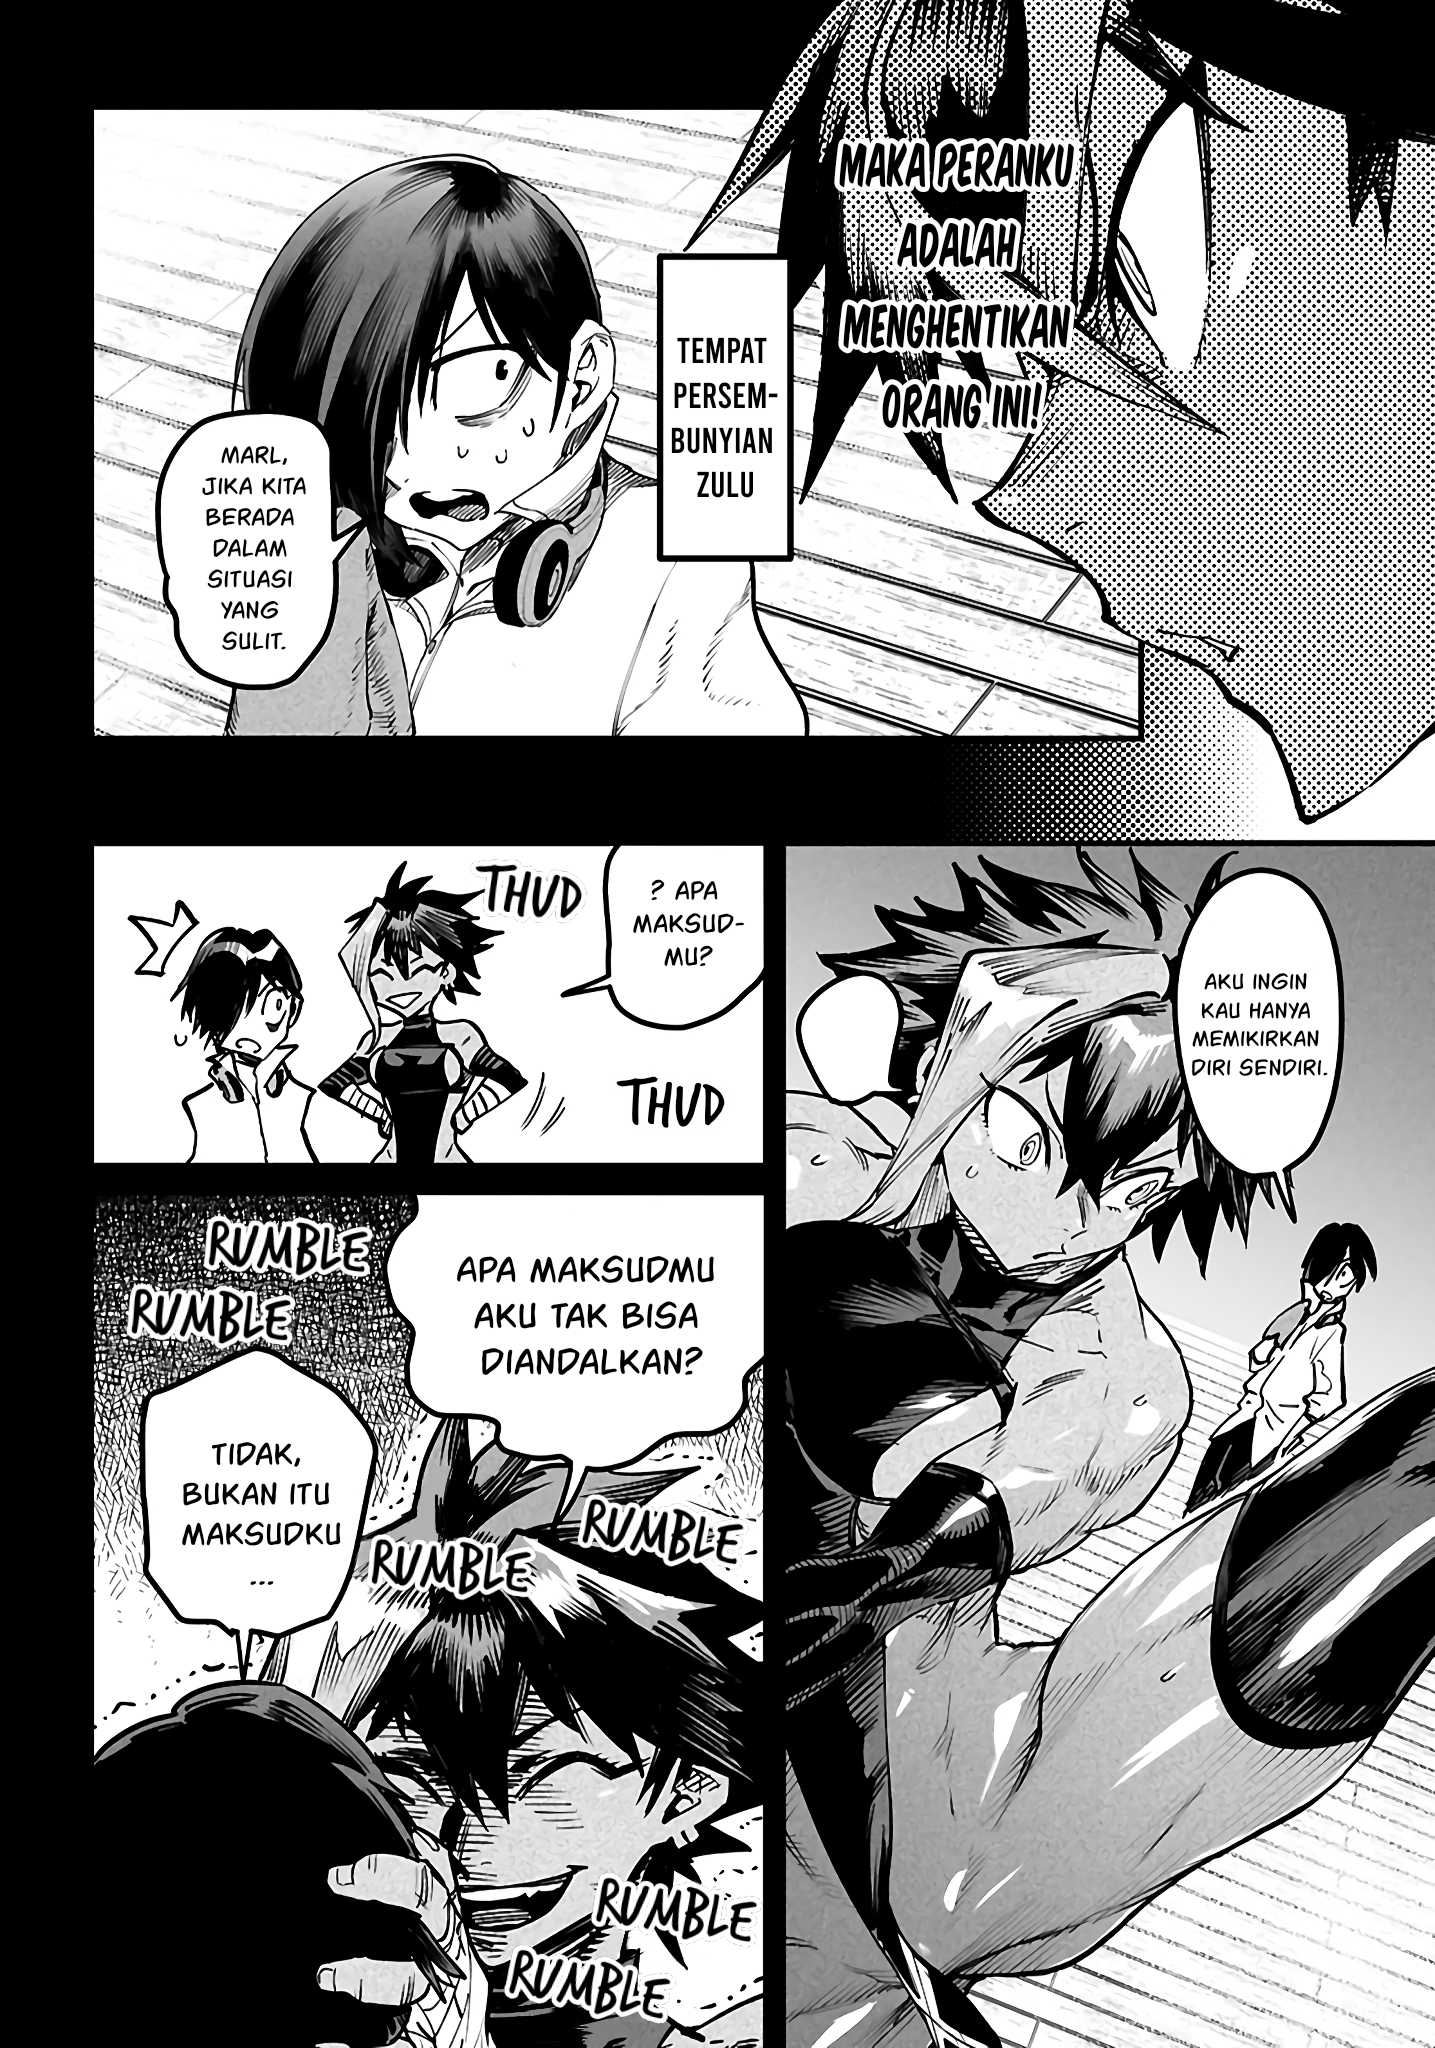 MAKA PERANKU
ADALAH
MENGHENTIKAN
ORANG INI!
TEMPAT
PERSEM-
BUNYIAN
ZULU
MARL,
JIKA KITA
BERADA
DALAM
SITUASI
YANG
SULIT.
AKU INGIN
KAU HANYA
MEMIKIRKAN
DIRI SENDIRI.
? APA
MAKSUD-
MU?
THUD
THUD
APA MAKSUDMU
AKU TAK BISA
DIANDALKAN?
RUMBLE
RUMBLE
TIDAK,
BUKAN ITU
MAKSUDKU
...
RUMBLE
RUMBLE
RUMBLE
RUMBLE